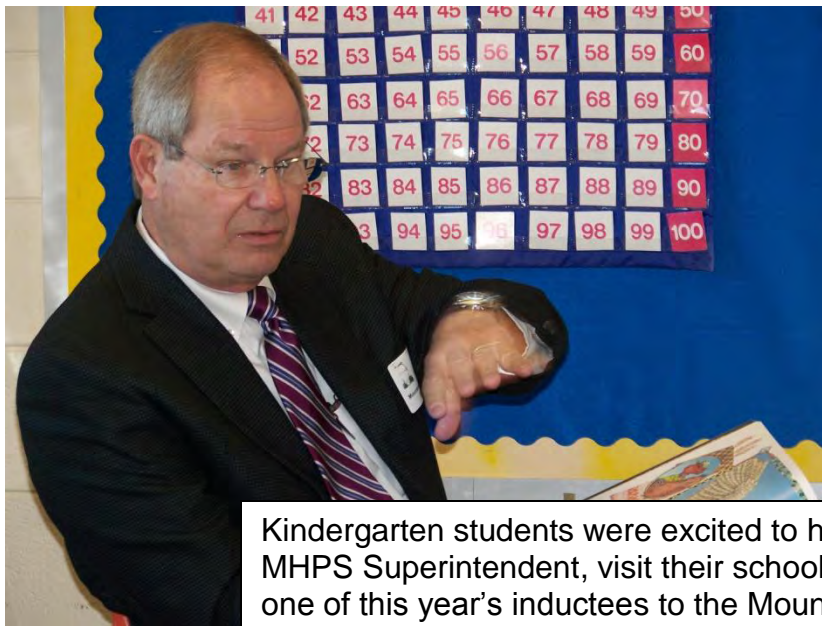 41 42 43 44 45 46 47 48 49 50
52 53 54 55 56 57 58 59 60
63 64 65 66 67 68 69 70
73 74 75 76 77 78 79 80
83 84 85 86 87 88 89 90
94 95 96 97 98 99 100
Kindergarten students were excited to h
MHPS Superintendent, visit their school
one of this year's inductees to the Moun